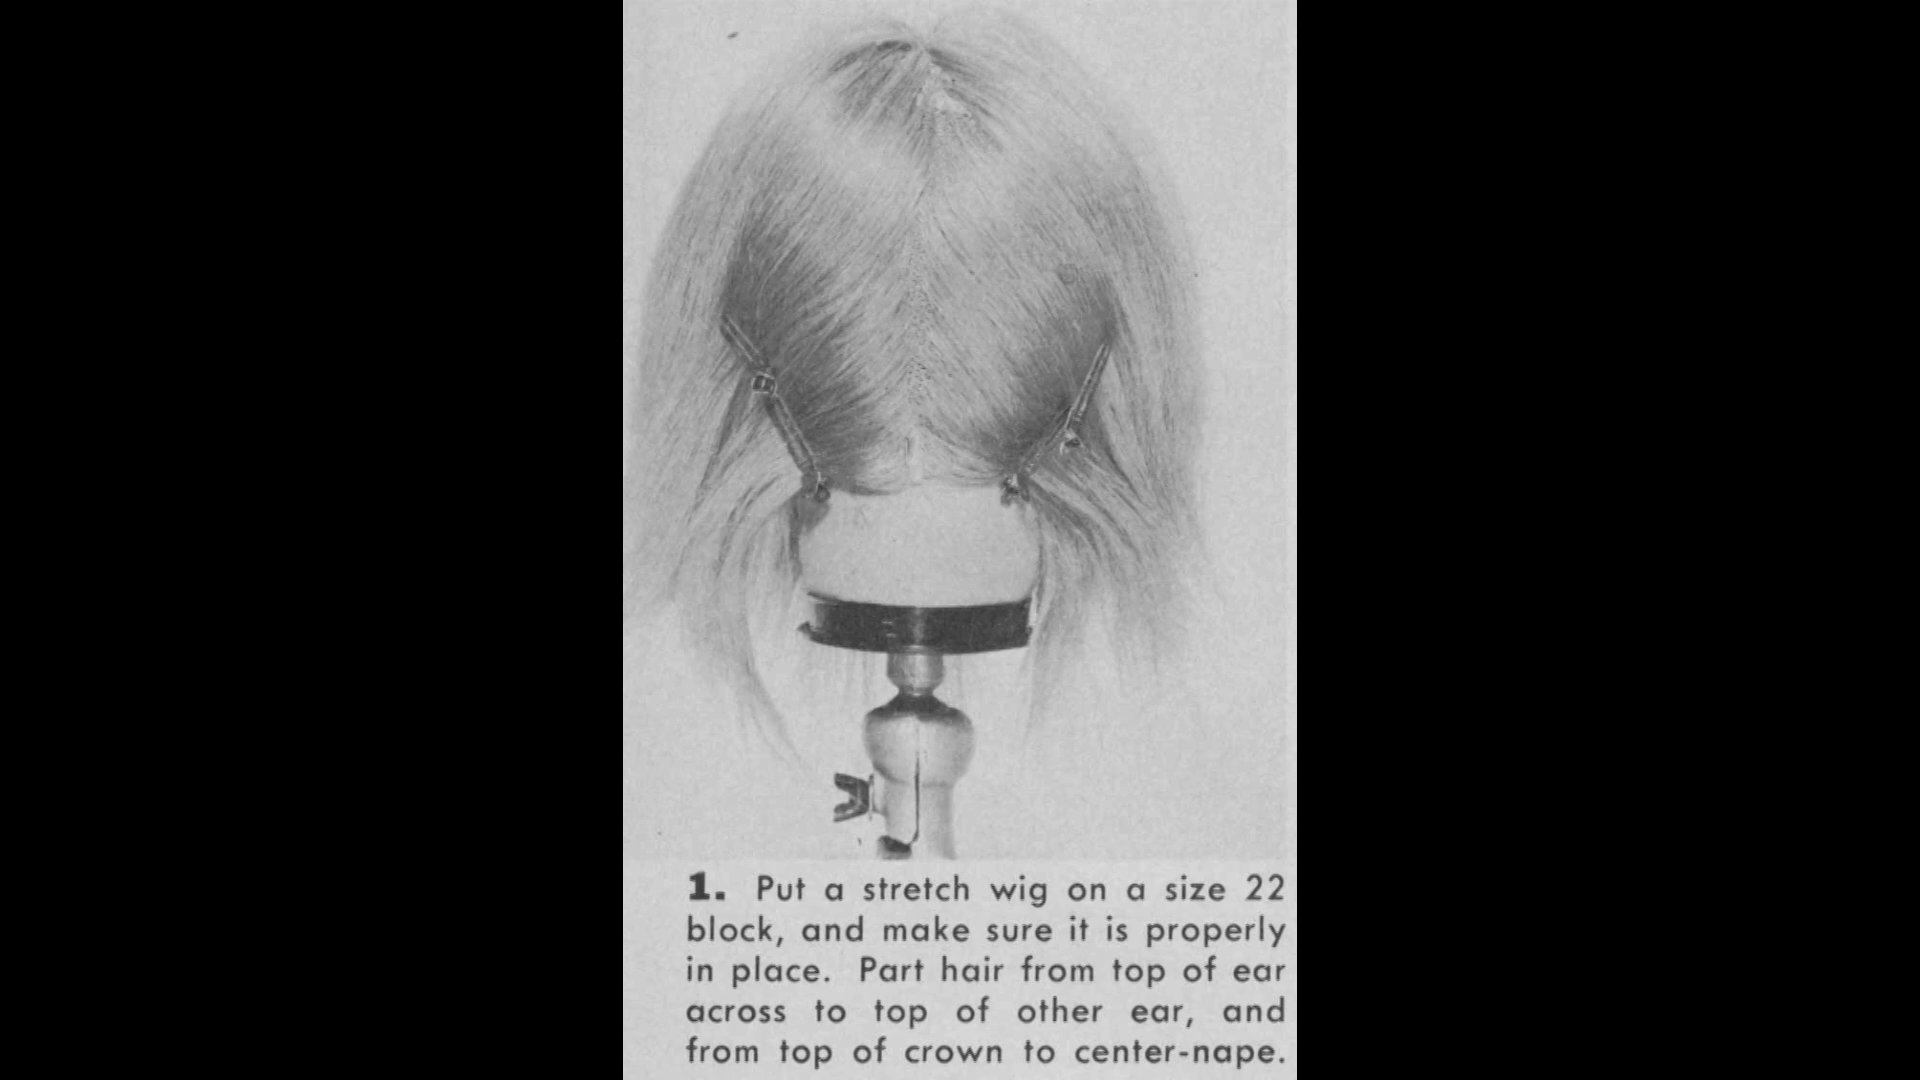 1. Put a stretch wig on a size 22
block, and make sure it is properly
in place. Part hair from top of ear
across to top of other ear, and
from top of crown to center-nape.